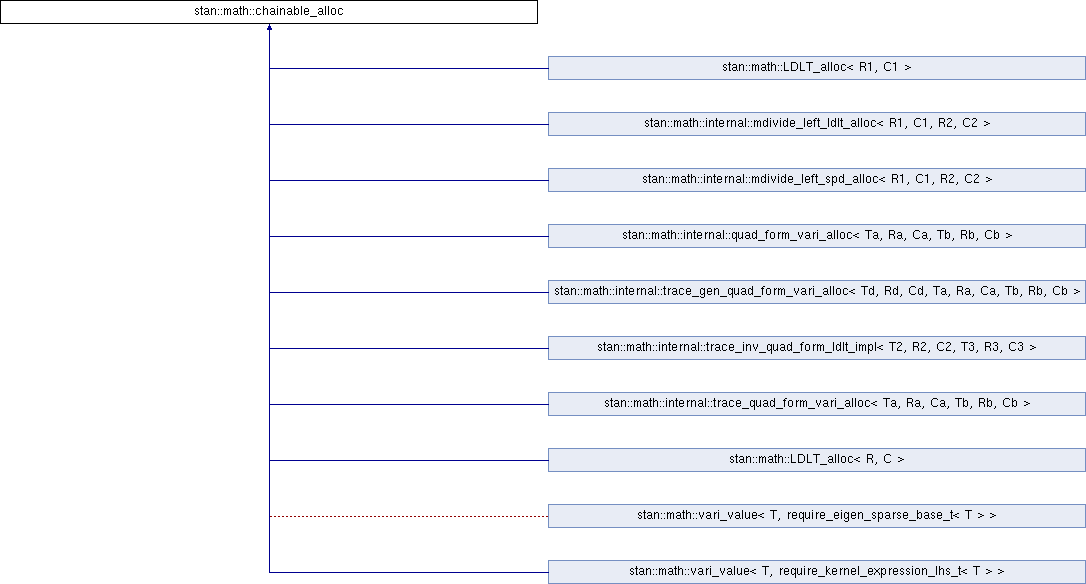 stan::math::chainable_alloc
stan::math::LDLT_alloc< R1, C1 >
stan::math::internal::mdivide_left_ldlt_alloc< R1, C1, R2, C2 >
stan::math::internal::mdivide_left_spd_alloc< R1, C1, R2, C2 >
stan::math::internal::quad_form_vari_alloc< Ta, Ra, Ca, Tb, Rb, Cb >
stan::math::internal::trace_gen_quad_form_vari_alloc< Td, Rd, Cd, Ta, Ra, Ca, Tb, Rb, Cb >
stan::math::internal::trace_inv_quad_form_ldlt_impl< T2, R2, C2, T3, R3, C3 >
stan::math::internal::trace_quad_form_vari_alloc< Ta, Ra, Ca, Tb, Rb, Cb >
stan::math::LDLT_alloc< R, C >
stan::math::vari_value< T, require_eigen_sparse_base_t< T > >
stan::math::vari_value< T, require_kernel_expression_lhs_t< T > >